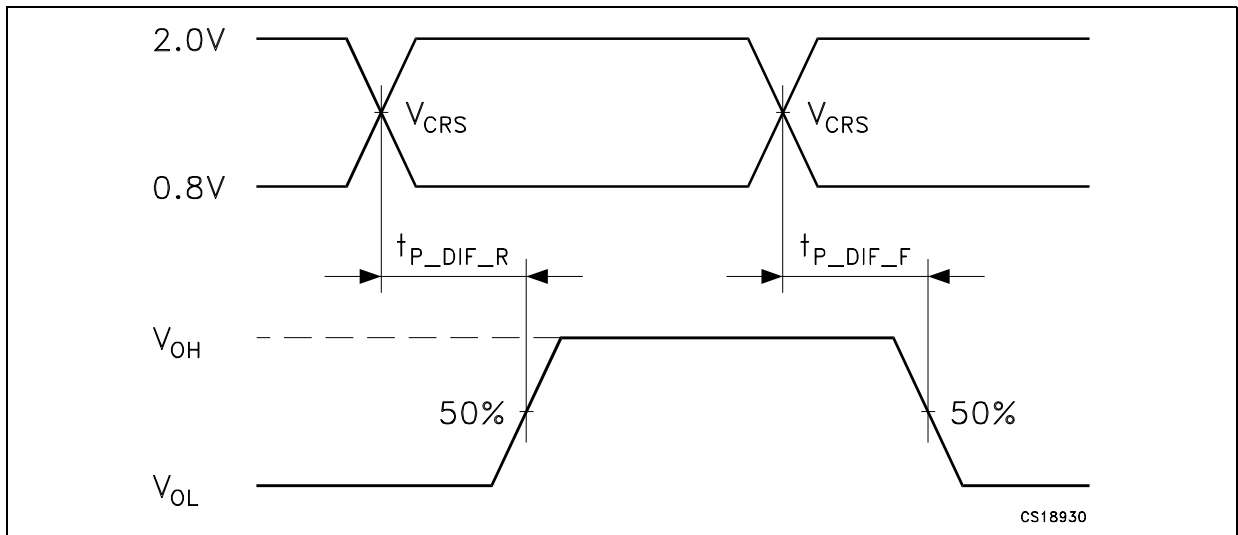 2.0V
V_CRS V_CRS
0.8V
t_P_DIF_R t_P_DIF_F
V_OH
50% 50%
V_OL
CS18930